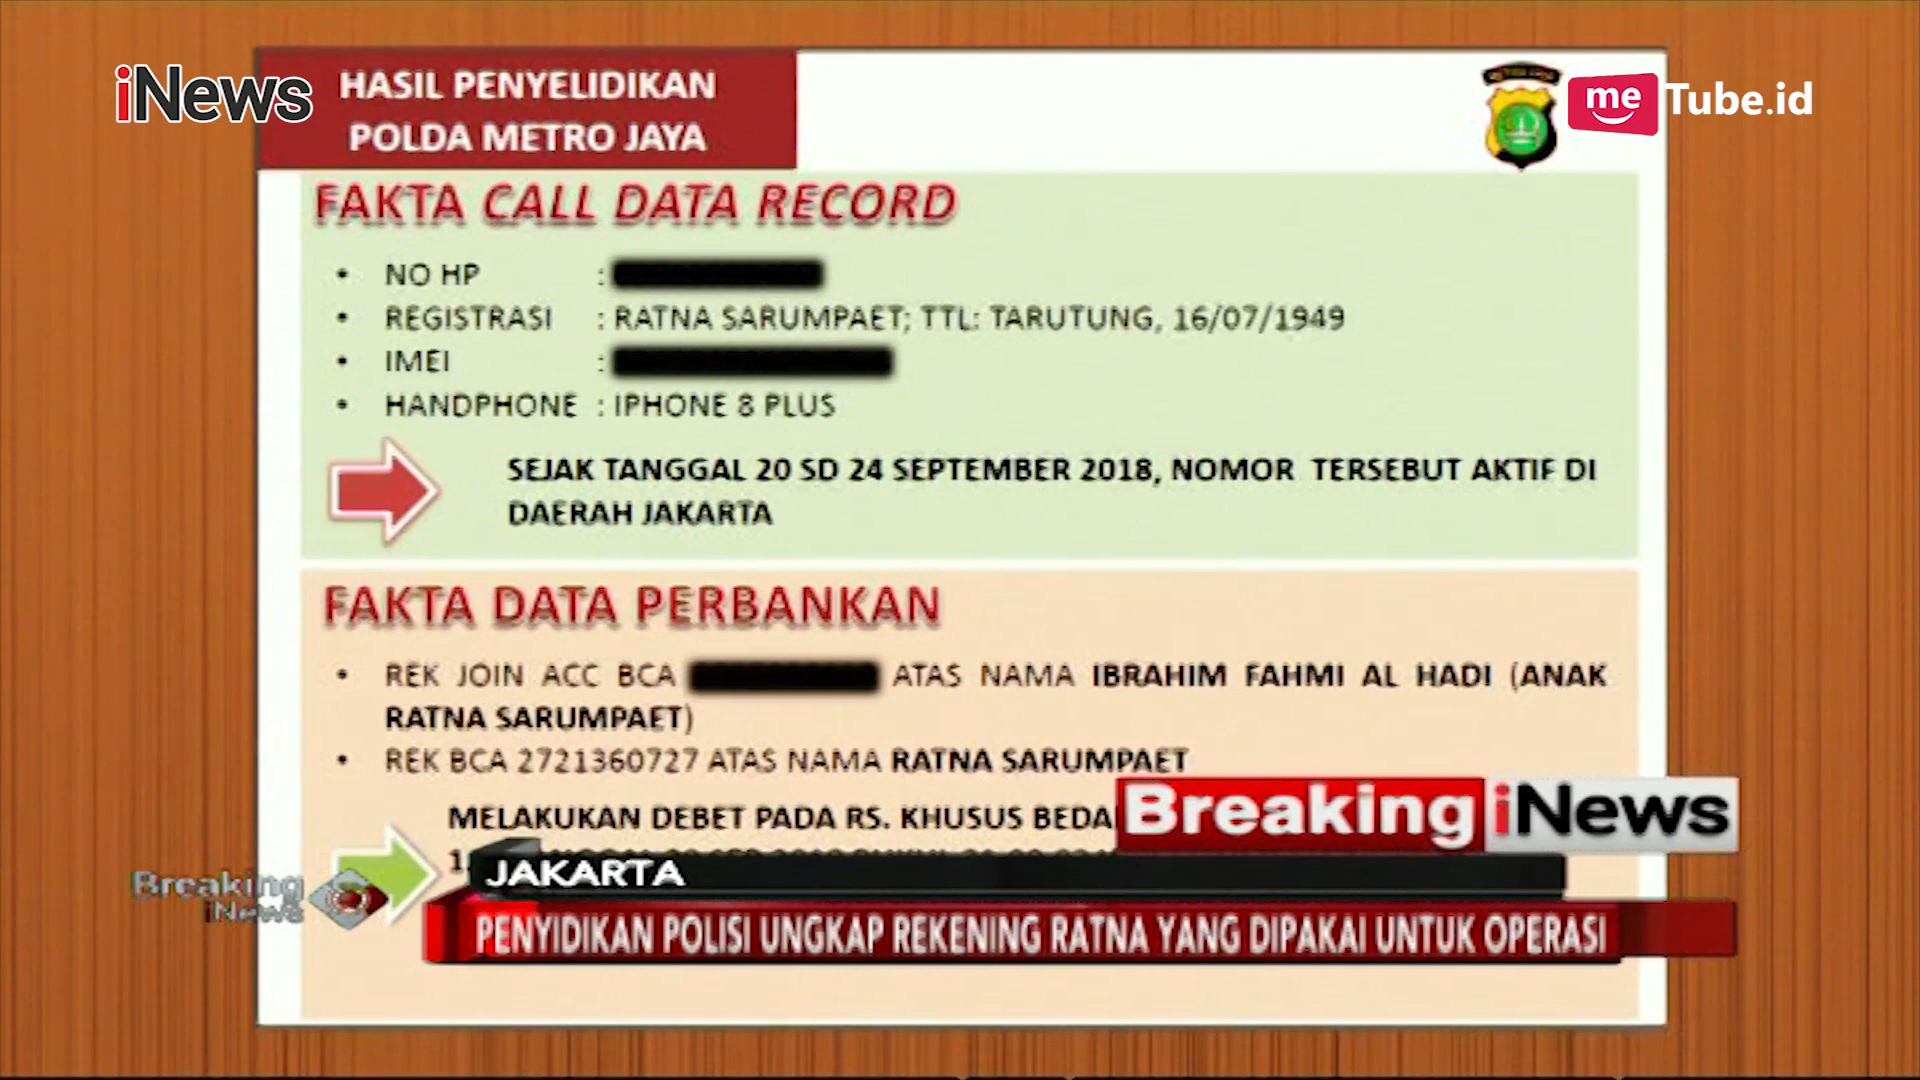 iNews
HASIL PENYELIDIKAN
POLDA METRO JAYA
me Tube.id
FAKTA CALL DATA RECORD
• NO HP :
• REGISTRASI : RATNA SARUMPAET; TTL: TARUTUNG, 16/07/1949
• IMEI :
• HANDPHONE : IPHONE 8 PLUS
SEJAK TANGGAL 20 SD 24 SEPTEMBER 2018, NOMOR TERSEBUT AKTIF DI
DAERAH JAKARTA
FAKTA DATA PERBANKAN
• REK JOIN ACC BCA ATAS NAMA IBRAHIM FAHMI AL HADI (ANAK
RATNA SARUMPAET)
• REK BCA 2721360727 ATAS NAMA RATNA SARUMPAET
MELAKUKAN DEBET PADA RS. KHUSUS BEDA
Breaking iNews
JAKARTA
Breaking
iNews
PENYIDIKAN POLISI UNGKAP REKENING RATNA YANG DIPAKAI UNTUK OPERASI